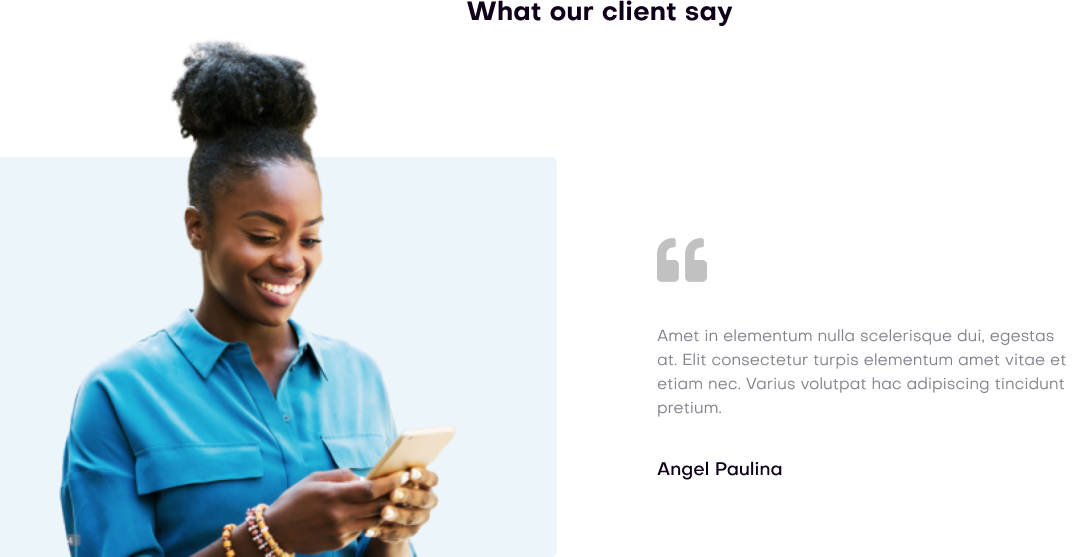 What our client say
Amet in elementum nulla scelerisque dui, egestas
at. Elit consectetur turpis elementum amet vitae et
etiam nec. Varius volutpat hac adipiscing tincidunt
pretium.
Angel Paulina